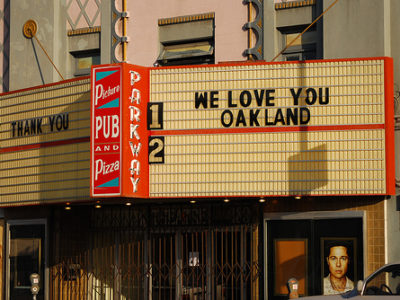 THANK YOU
Picture
PUB
AND
Pizza
PARKWAY
1
2
WE LOVE YOU
OAKLAND